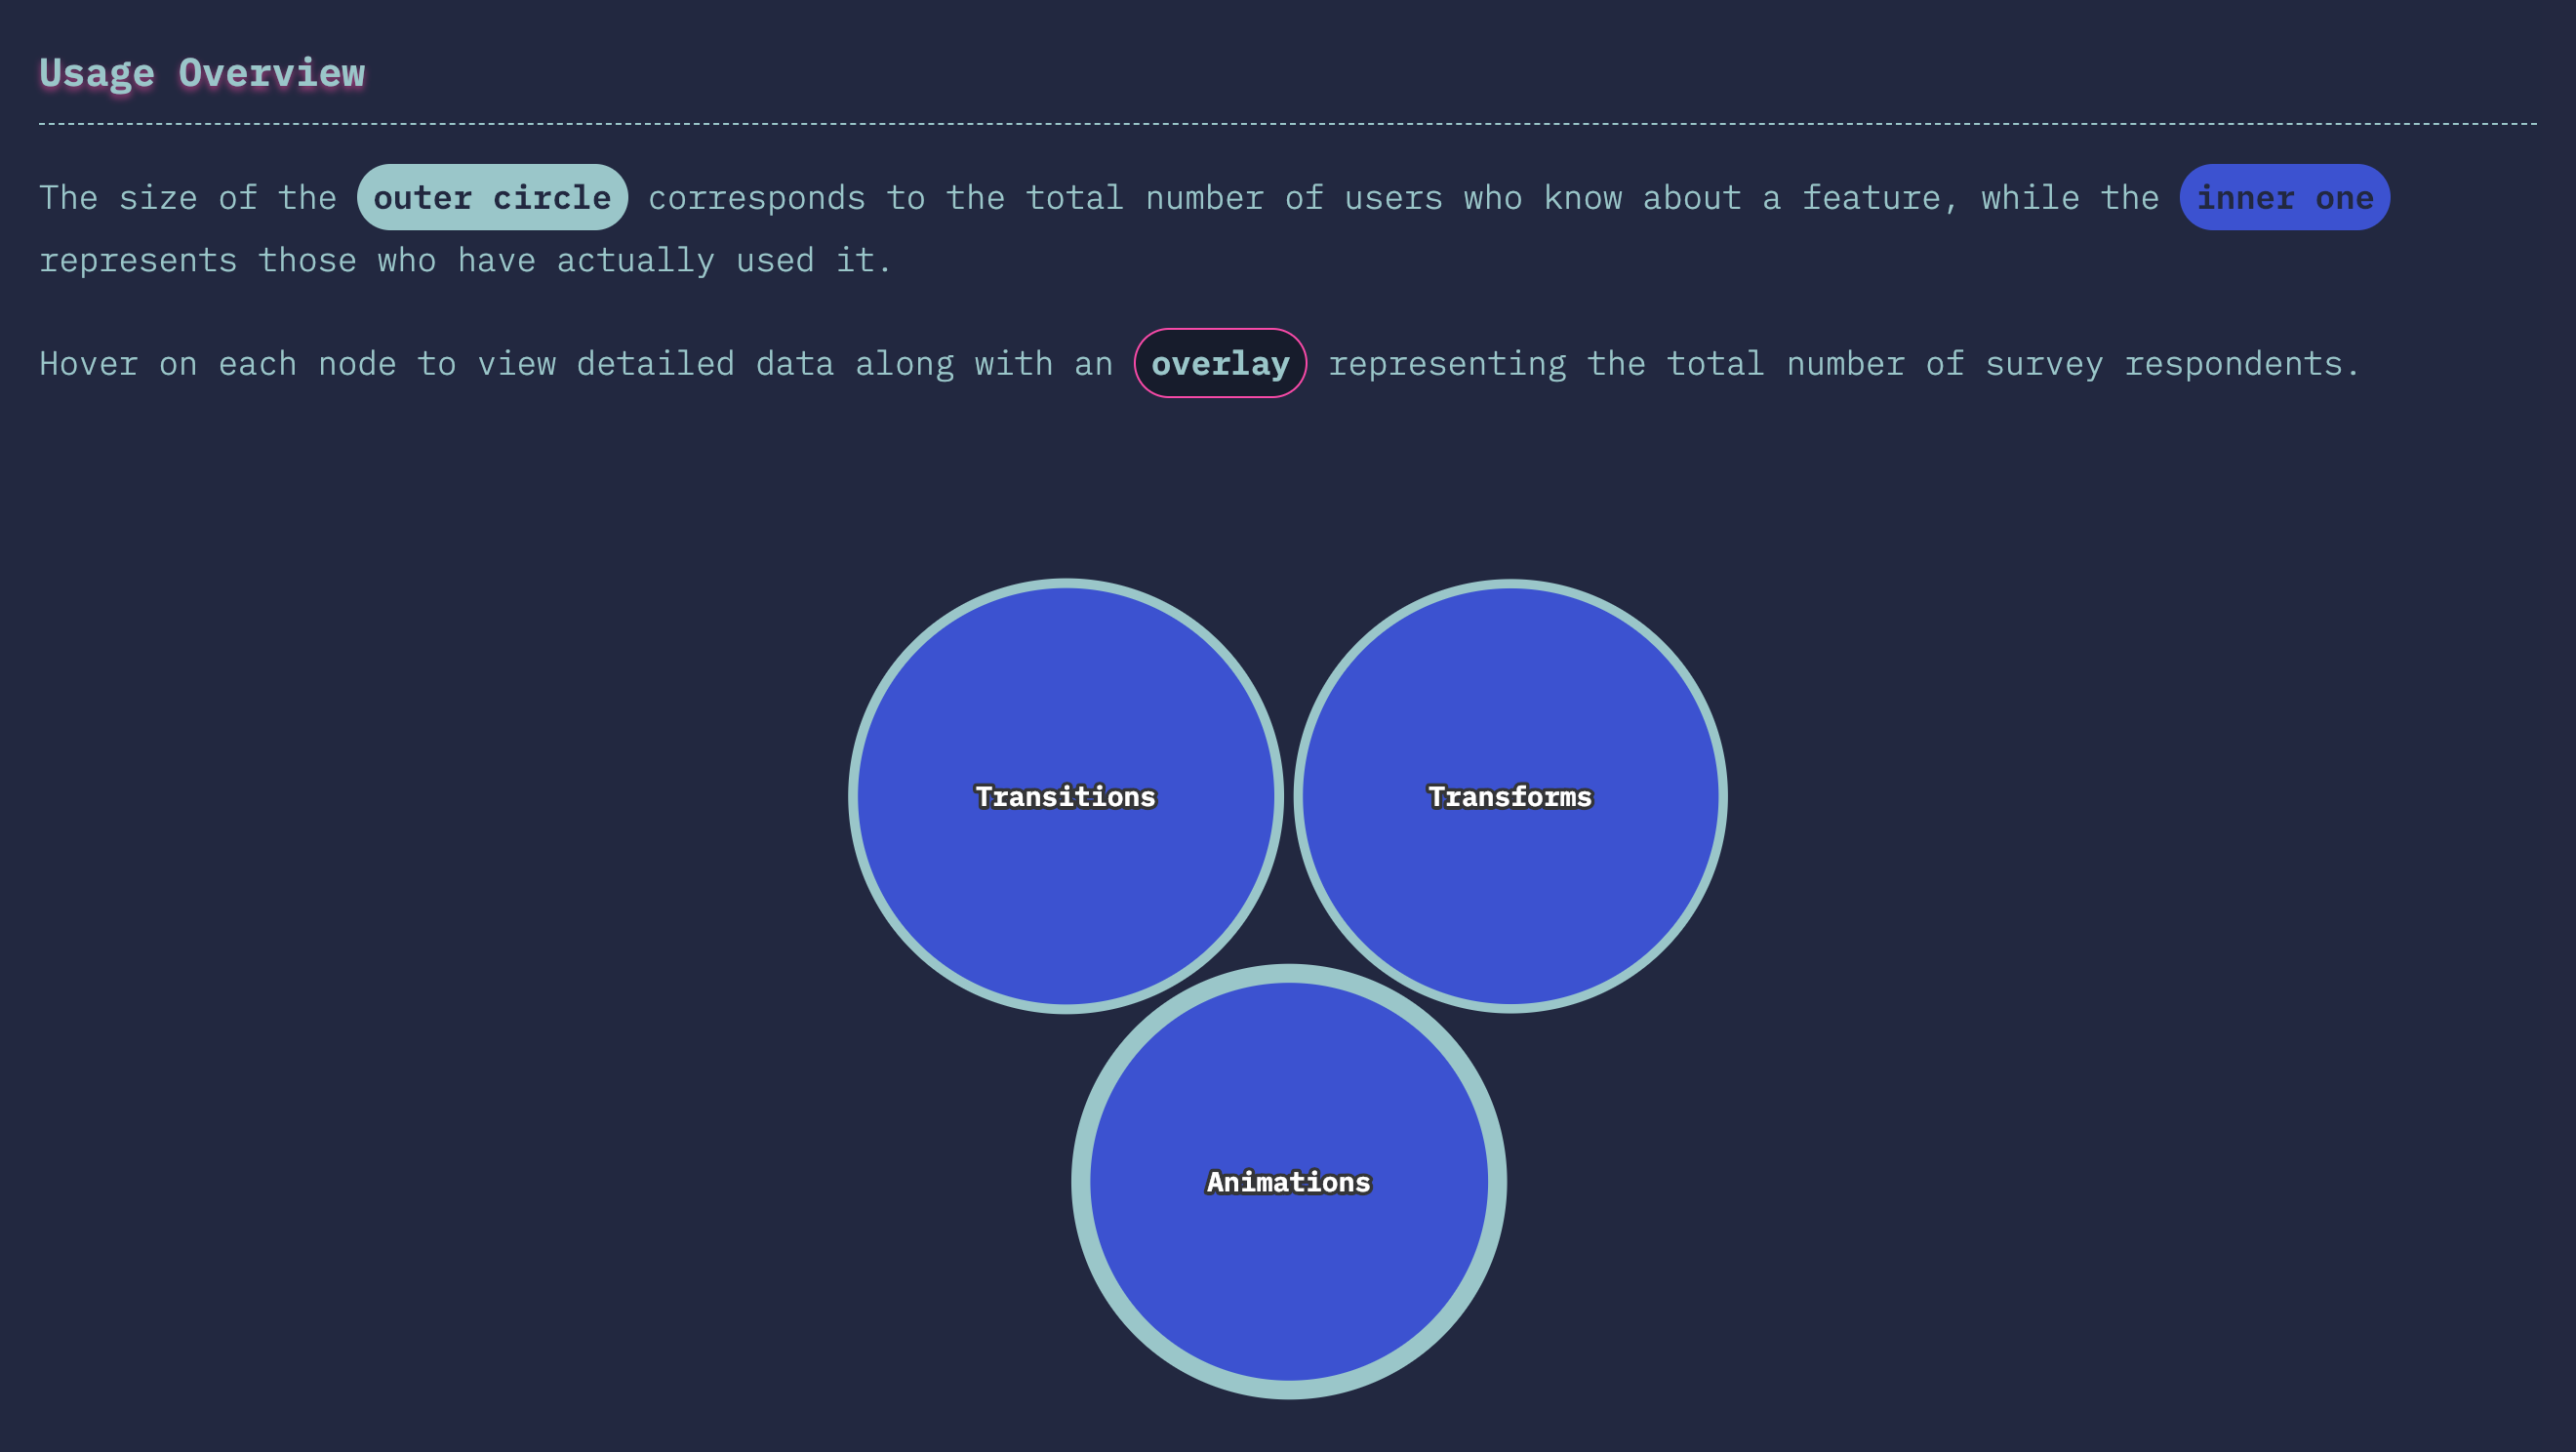 Usage Overview
The size of the outer circle corresponds to the total number of users who know about a feature, while the inner one
represents those who have actually used it.
Hover on each node to view detailed data along with an overlay representing the total number of survey respondents.
Transitions
Transforms
Animations